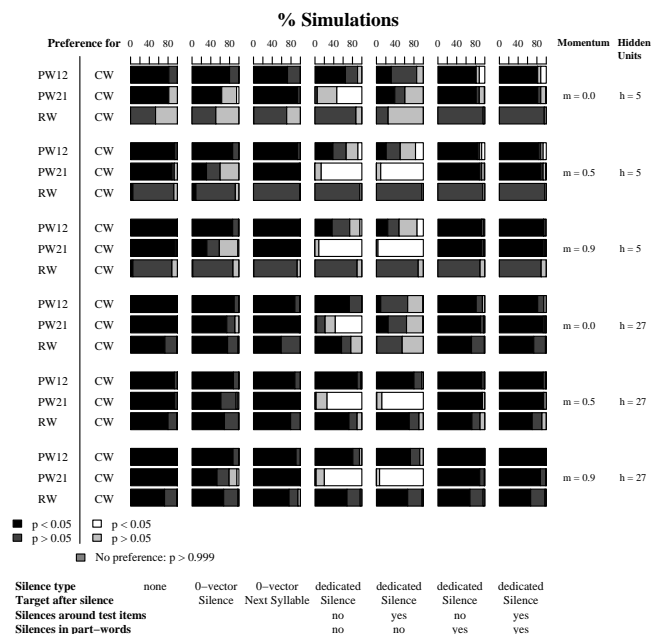 % Simulations
Preference for
0 40 80 0 40 80 0 40 80 0 40 80 0 40 80 0 40 80 0 40 80
Momentum Hidden Units
PW12 CW
PW21 CW m = 0.0 h = 5
RW CW
PW12 CW
PW21 CW m = 0.5 h = 5
RW CW
PW12 CW
PW21 CW m = 0.9 h = 5
RW CW
PW12 CW
PW21 CW m = 0.0 h = 27
RW CW
PW12 CW
PW21 CW m = 0.5 h = 27
RW CW
PW12 CW
PW21 CW m = 0.9 h = 27
RW CW
p < 0.05 p < 0.05
p > 0.05 p > 0.05
No preference: p > 0.999
Silence type none 0−vector 0−vector dedicated dedicated dedicated dedicated
Target after silence Silence Next Syllable Silence Silence Silence Silence
Silences around test items no yes no yes
Silences in part−words no no yes yes